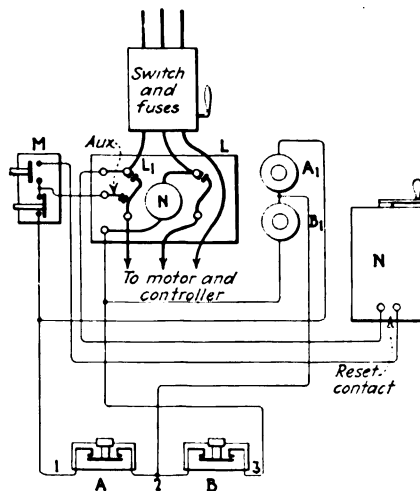 Switch
and
fuses
M
Aux.
L1
L
A1
N
B1
N
To motor and
controller
Reset
contact
1
2
3
A
B